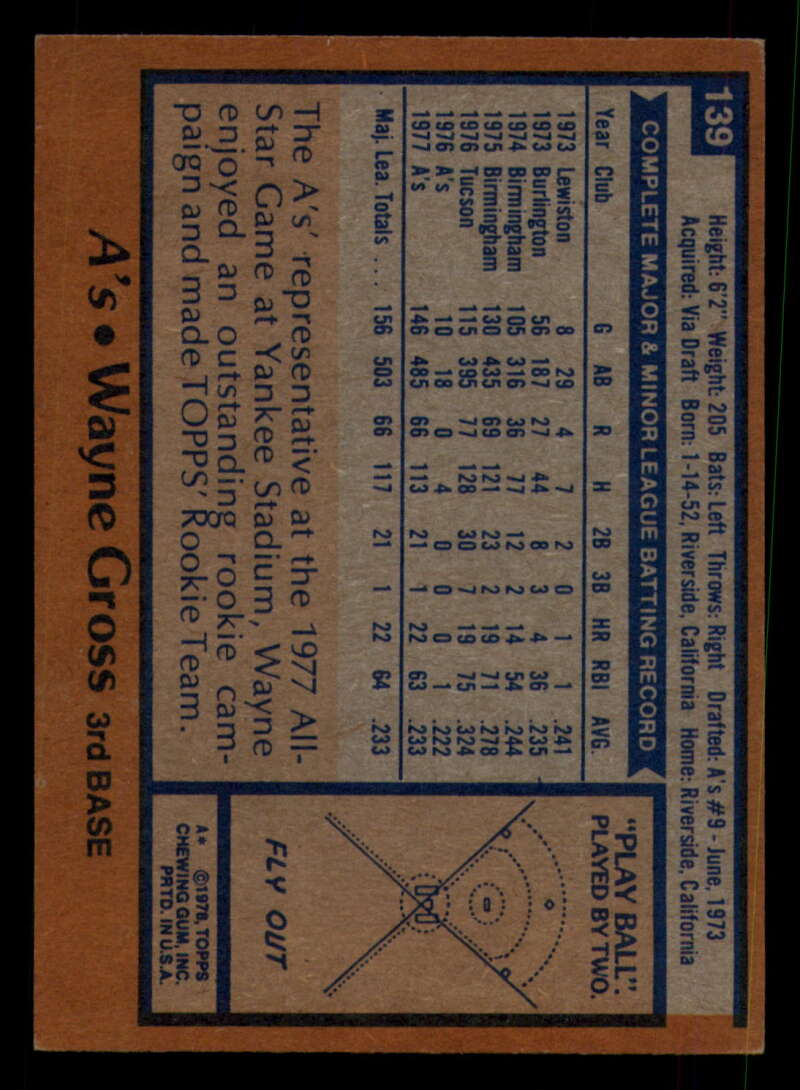 139
Height: 6'2" Weight: 205 Bats: Left Throws: Right Drafted: A's #9 - June, 1973
Acquired: Via Draft Born: 1-14-52, Riverside, California Home: Riverside, California
COMPLETE MAJOR & MINOR LEAGUE BATTING RECORD
Year Club G AB R H 2B 3B HR RBI AVG.
1973 Lewiston 8 29 4 7 2 0 1 1 .241
1973 Burlington 56 187 27 44 8 3 4 36 .235
1974 Birmingham 105 316 36 77 12 2 14 54 .244
1975 Birmingham 130 435 69 121 23 2 19 71 .278
1976 Tucson 115 395 77 128 30 7 19 75 .324
1976 A's 10 18 0 4 0 0 0 1 .222
1977 A's 146 485 66 113 21 1 22 63 .233
Maj. Lea. Totals . . . 156 503 66 117 21 1 22 64 .233
The A's' representative at the 1977 All-
Star Game at Yankee Stadium, Wayne
enjoyed an outstanding rookie cam-
paign and made TOPPS' Rookie Team.
"PLAY BALL".
PLAYED BY TWO.
FLY OUT
A* ©1978, TOPPS
CHEWING GUM, INC.
PRTD. IN U.S.A.
A's • Wayne Gross 3rd BASE